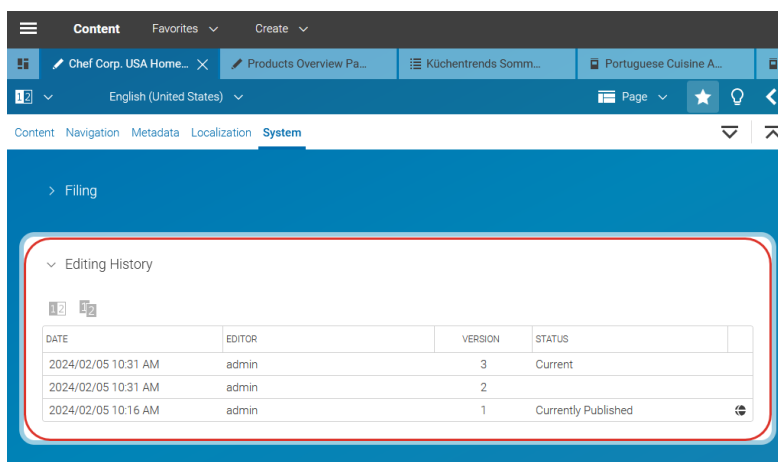 Content Favorites Create
Chef Corp. USA Home... Products Overview Pa... Küchentrends Somm... Portuguese Cuisine A...
12 English (United States) Page
Content Navigation Metadata Localization System
Filing
Editing History
12 12
DATE EDITOR VERSION STATUS
2024/02/05 10:31 AM admin 3 Current
2024/02/05 10:31 AM admin 2
2024/02/05 10:16 AM admin 1 Currently Published